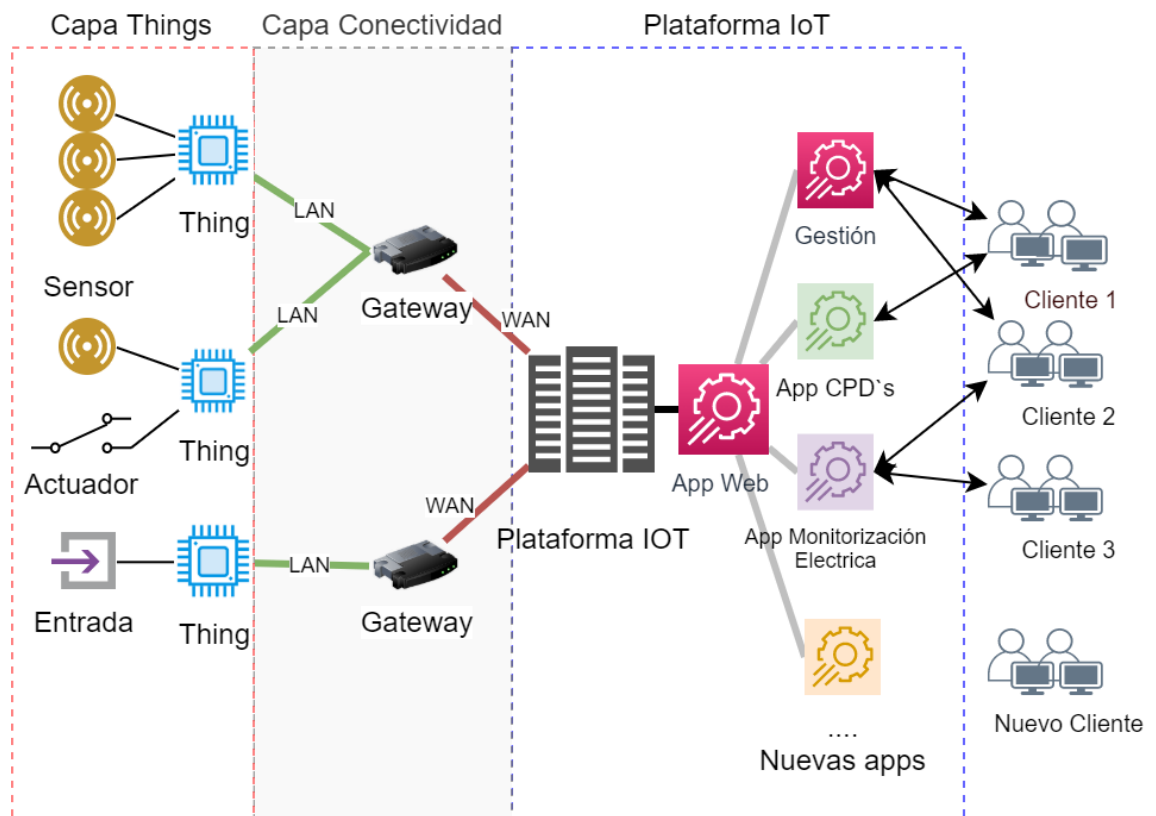 Capa Things
Capa Conectividad
Plataforma IoT
Thing
LAN
Sensor
Gateway
LAN
WAN
Thing
Actuador
Entrada
Thing
LAN
WAN
Gateway
Plataforma IOT
App Web
Gestión
App CPD`s
App Monitorización
Electrica
....
Nuevas apps
Cliente 1
Cliente 2
Cliente 3
Nuevo Cliente